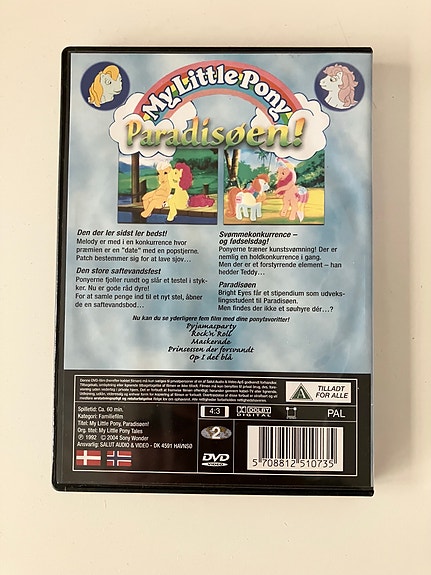 My Little Pony
Paradisøen!
Den der ler sidst ler bedst!
Melody er med i en konkurrence hvor
præmien er en "date" med en popstjerne.
Patch bestemmer sig for at lave sjov...
Den store saftevandsfest
Ponyerne fjoller rundt og slår et testel i styk-
ker. Nu er gode råd dyre!
For at samle penge ind til et nyt stel, åbner
de en saftevandsbod...
Svømmekonkurrence –
og fødselsdag!
Ponyerne træner kunstsvømning! Der er
nemlig en holdkonkurrence i gang.
Men der er et forstyrrende element – han
hedder Teddy...
Paradisøen
Bright Eyes får et stipendium som udveks-
lingsstudent til Paradisøen.
Men findes der ikke et søuhyre dér...?
Nu kan du se yderligere fem film med dine ponyfavoritter!
Pyjamasparty
Rock'n'Roll
Maskerade
Prinsessen der forsvandt
Op i det blå
TILLADT
FOR ALLE
Spilletid: Ca. 60 min.
Kategori: Familiefilm
Titel: My Little Pony, Paradisøen!
Org. titel: My Little Pony Tales
℗ 1992 © 2004 Sony Wonder
Ansvarlig: SALUT AUDIO & VIDEO - DK 4591 HAVNSØ
4:3
DOLBY
DIGITAL
PAL
2
DVD
VIDEO
5 708812 510735